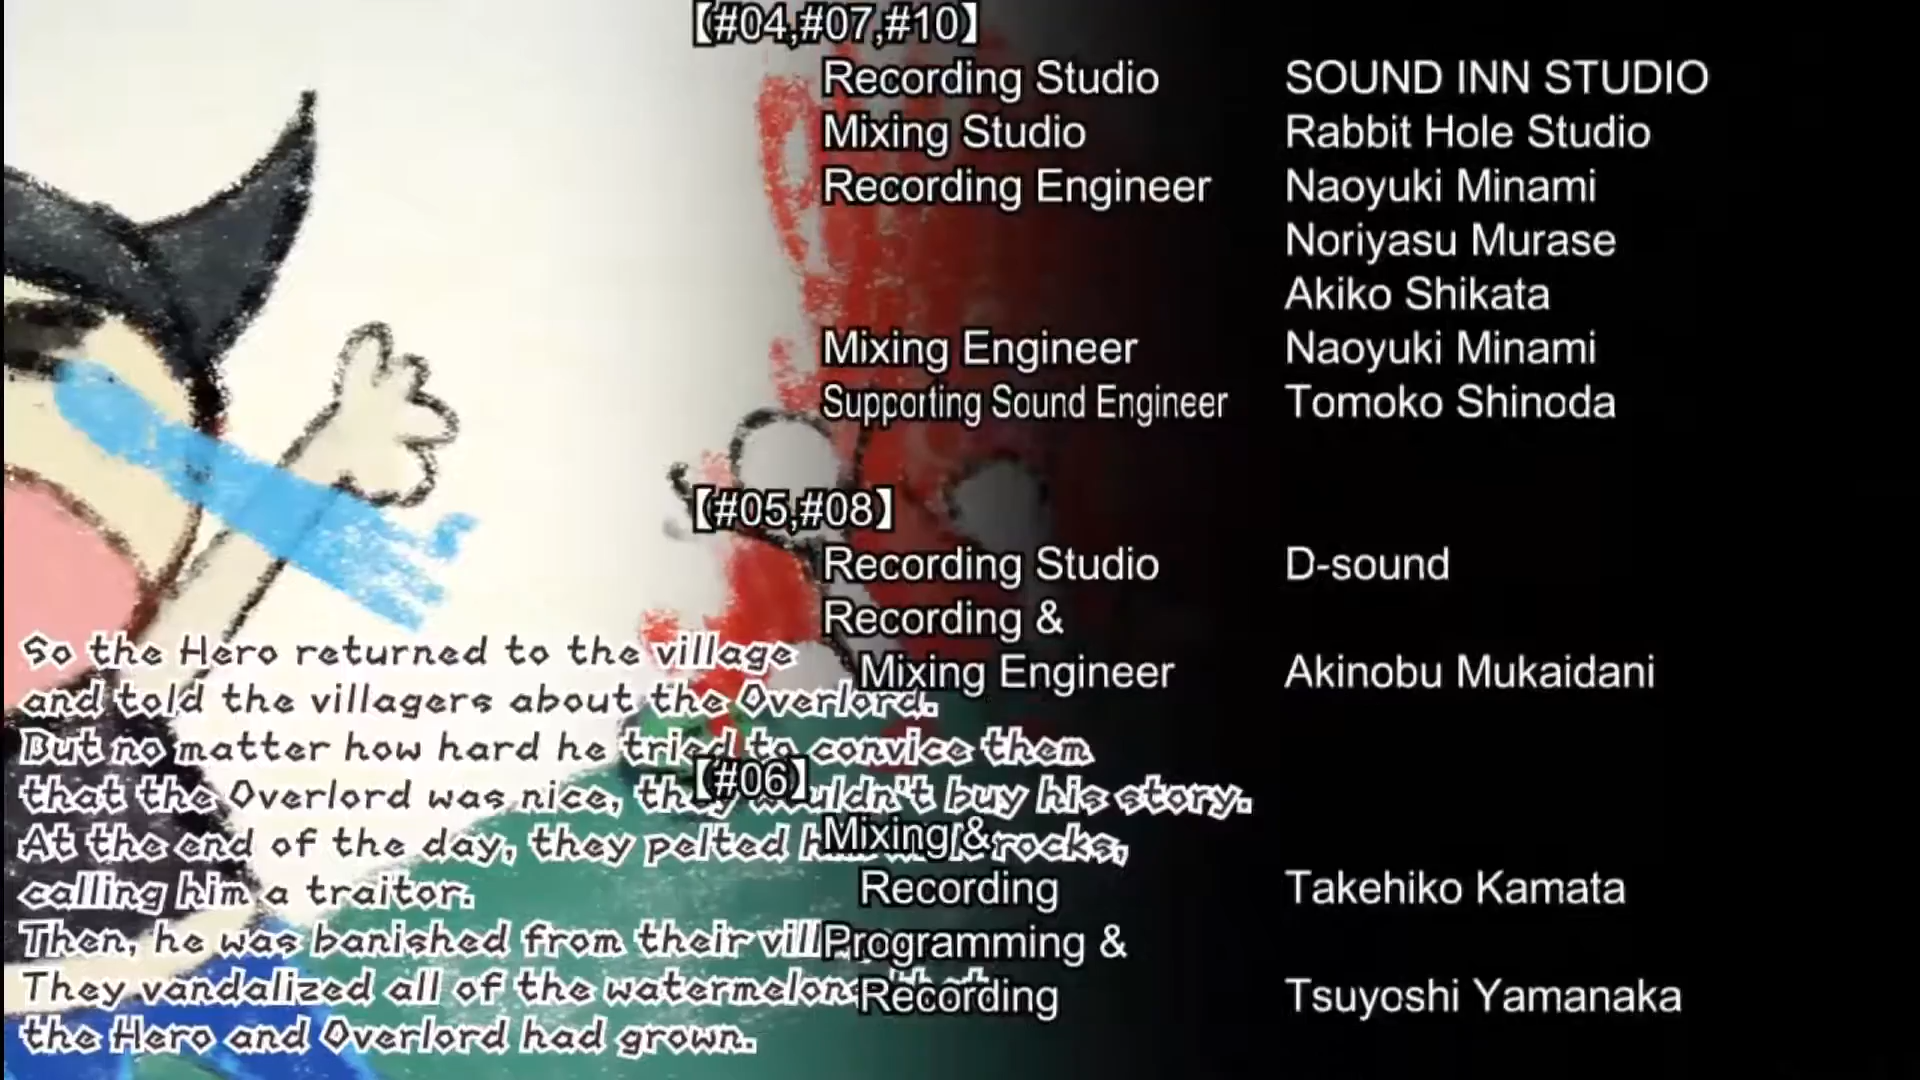 【#04,#07,#10】
Recording Studio SOUND INN STUDIO
Mixing Studio Rabbit Hole Studio
Recording Engineer Naoyuki Minami
Noriyasu Murase
Akiko Shikata
Mixing Engineer Naoyuki Minami
Supporting Sound Engineer Tomoko Shinoda
【#05,#08】
Recording Studio D-sound
Recording &
Mixing Engineer Akinobu Mukaidani
【#06】
Mixing &
Recording Takehiko Kamata
Programming &
Recording Tsuyoshi Yamanaka
So the Hero returned to the village
and told the villagers about the Overlord.
But no matter how hard he tried to convice them
that the Overlord was nice, they wouldn't buy his story.
At the end of the day, they pelted rocks,
calling him a traitor.
Then, he was banished from their
They vandalized all of the watermelons that
the Hero and Overlord had grown.